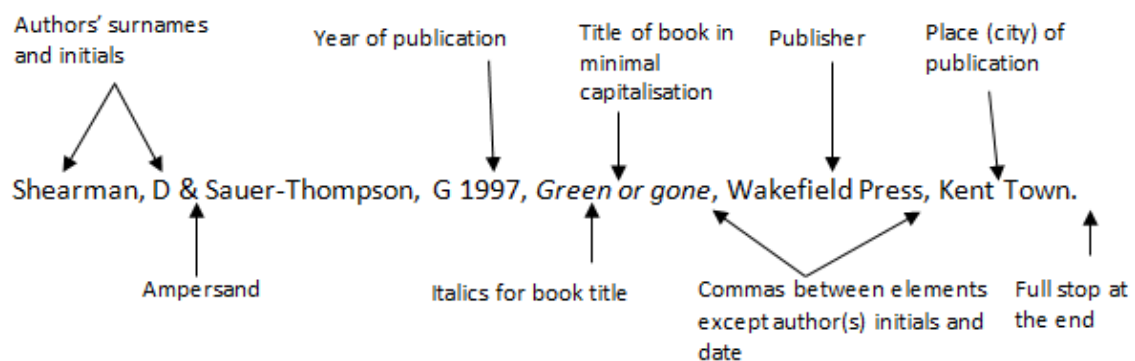 Authors' surnames
and initials
Year of publication
Title of book in
minimal
capitalisation
Publisher
Place (city) of
publication
Shearman, D & Sauer-Thompson, G 1997, Green or gone, Wakefield Press, Kent Town.
Ampersand
Italics for book title
Commas between elements
except author(s) initials and
date
Full stop at
the end